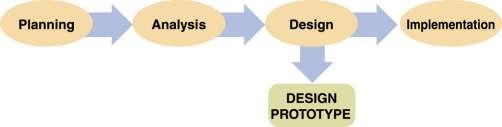 Planning Analysis Design Implementation
DESIGN
PROTOTYPE